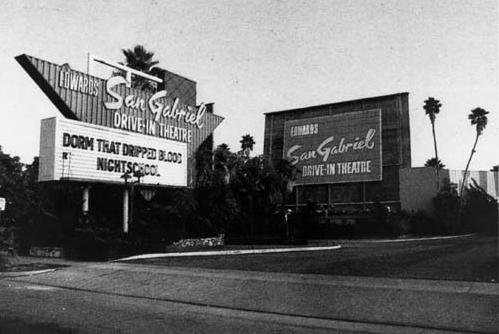 EDWARDS
San Gabriel
DRIVE-IN THEATRE
DORM THAT DRIPPED BLOOD
NIGHTSCHOOL
EDWARDS
San Gabriel
DRIVE-IN THEATRE